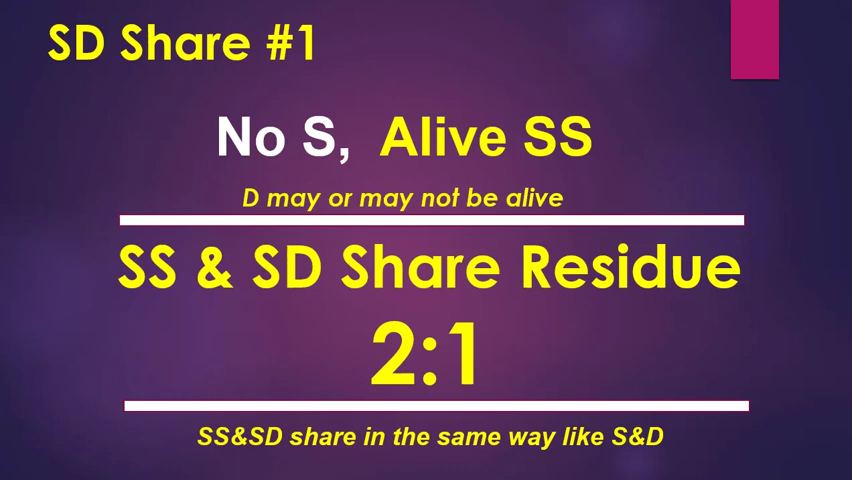 SD Share #1
No S, Alive SS
D may or may not be alive
SS & SD Share Residue
2:1
SS&SD share in the same way like S&D